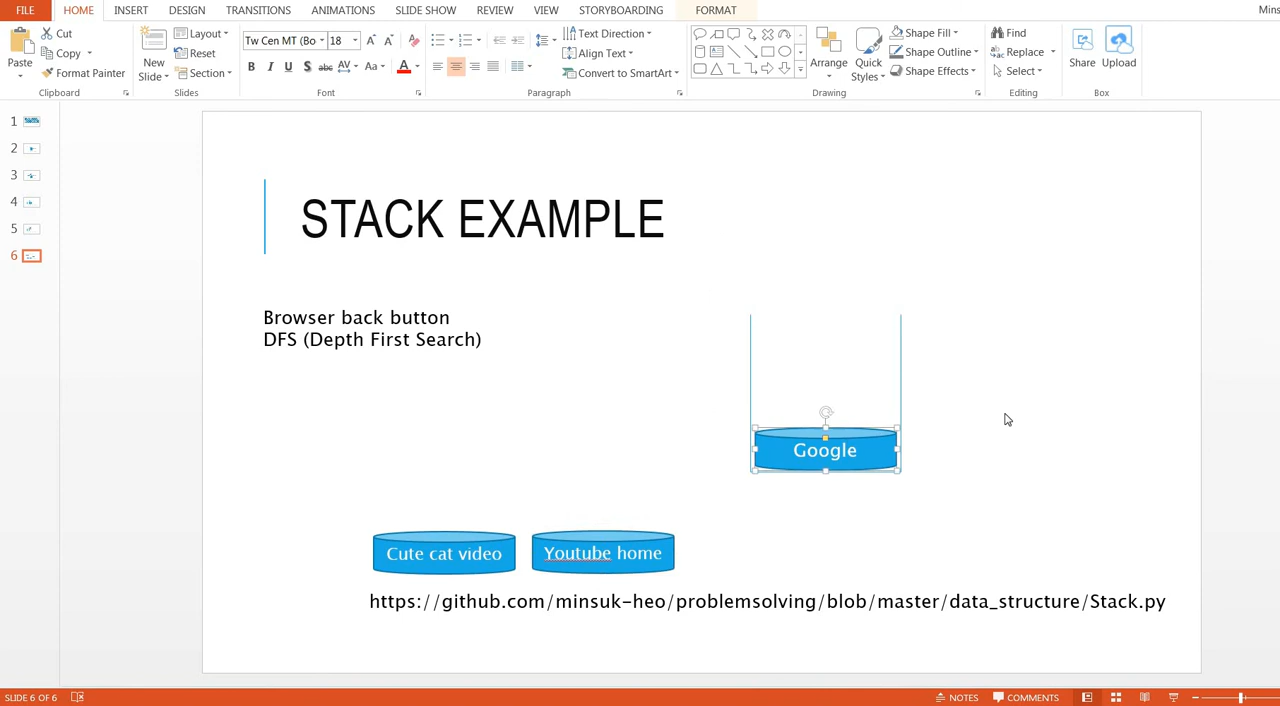 FILE HOME INSERT DESIGN TRANSITIONS ANIMATIONS SLIDE SHOW REVIEW VIEW STORYBOARDING FORMAT Mins
Paste
Cut
Copy
Format Painter
Clipboard
New Slide
Layout
Reset
Section
Slides
Tw Cen MT (Bo 18
B I U S abc AV Aa A
Font
Text Direction
Align Text
Convert to SmartArt
Paragraph
Arrange
Quick Styles
Shape Fill
Shape Outline
Shape Effects
Drawing
Find
Replace
Select
Editing
Share
Upload
Box
1
2
3
4
5
6
STACK EXAMPLE
Browser back button
DFS (Depth First Search)
Google
Cute cat video
Youtube home
https://github.com/minsuk-heo/problemsolving/blob/master/data_structure/Stack.py
SLIDE 6 OF 6
NOTES
COMMENTS